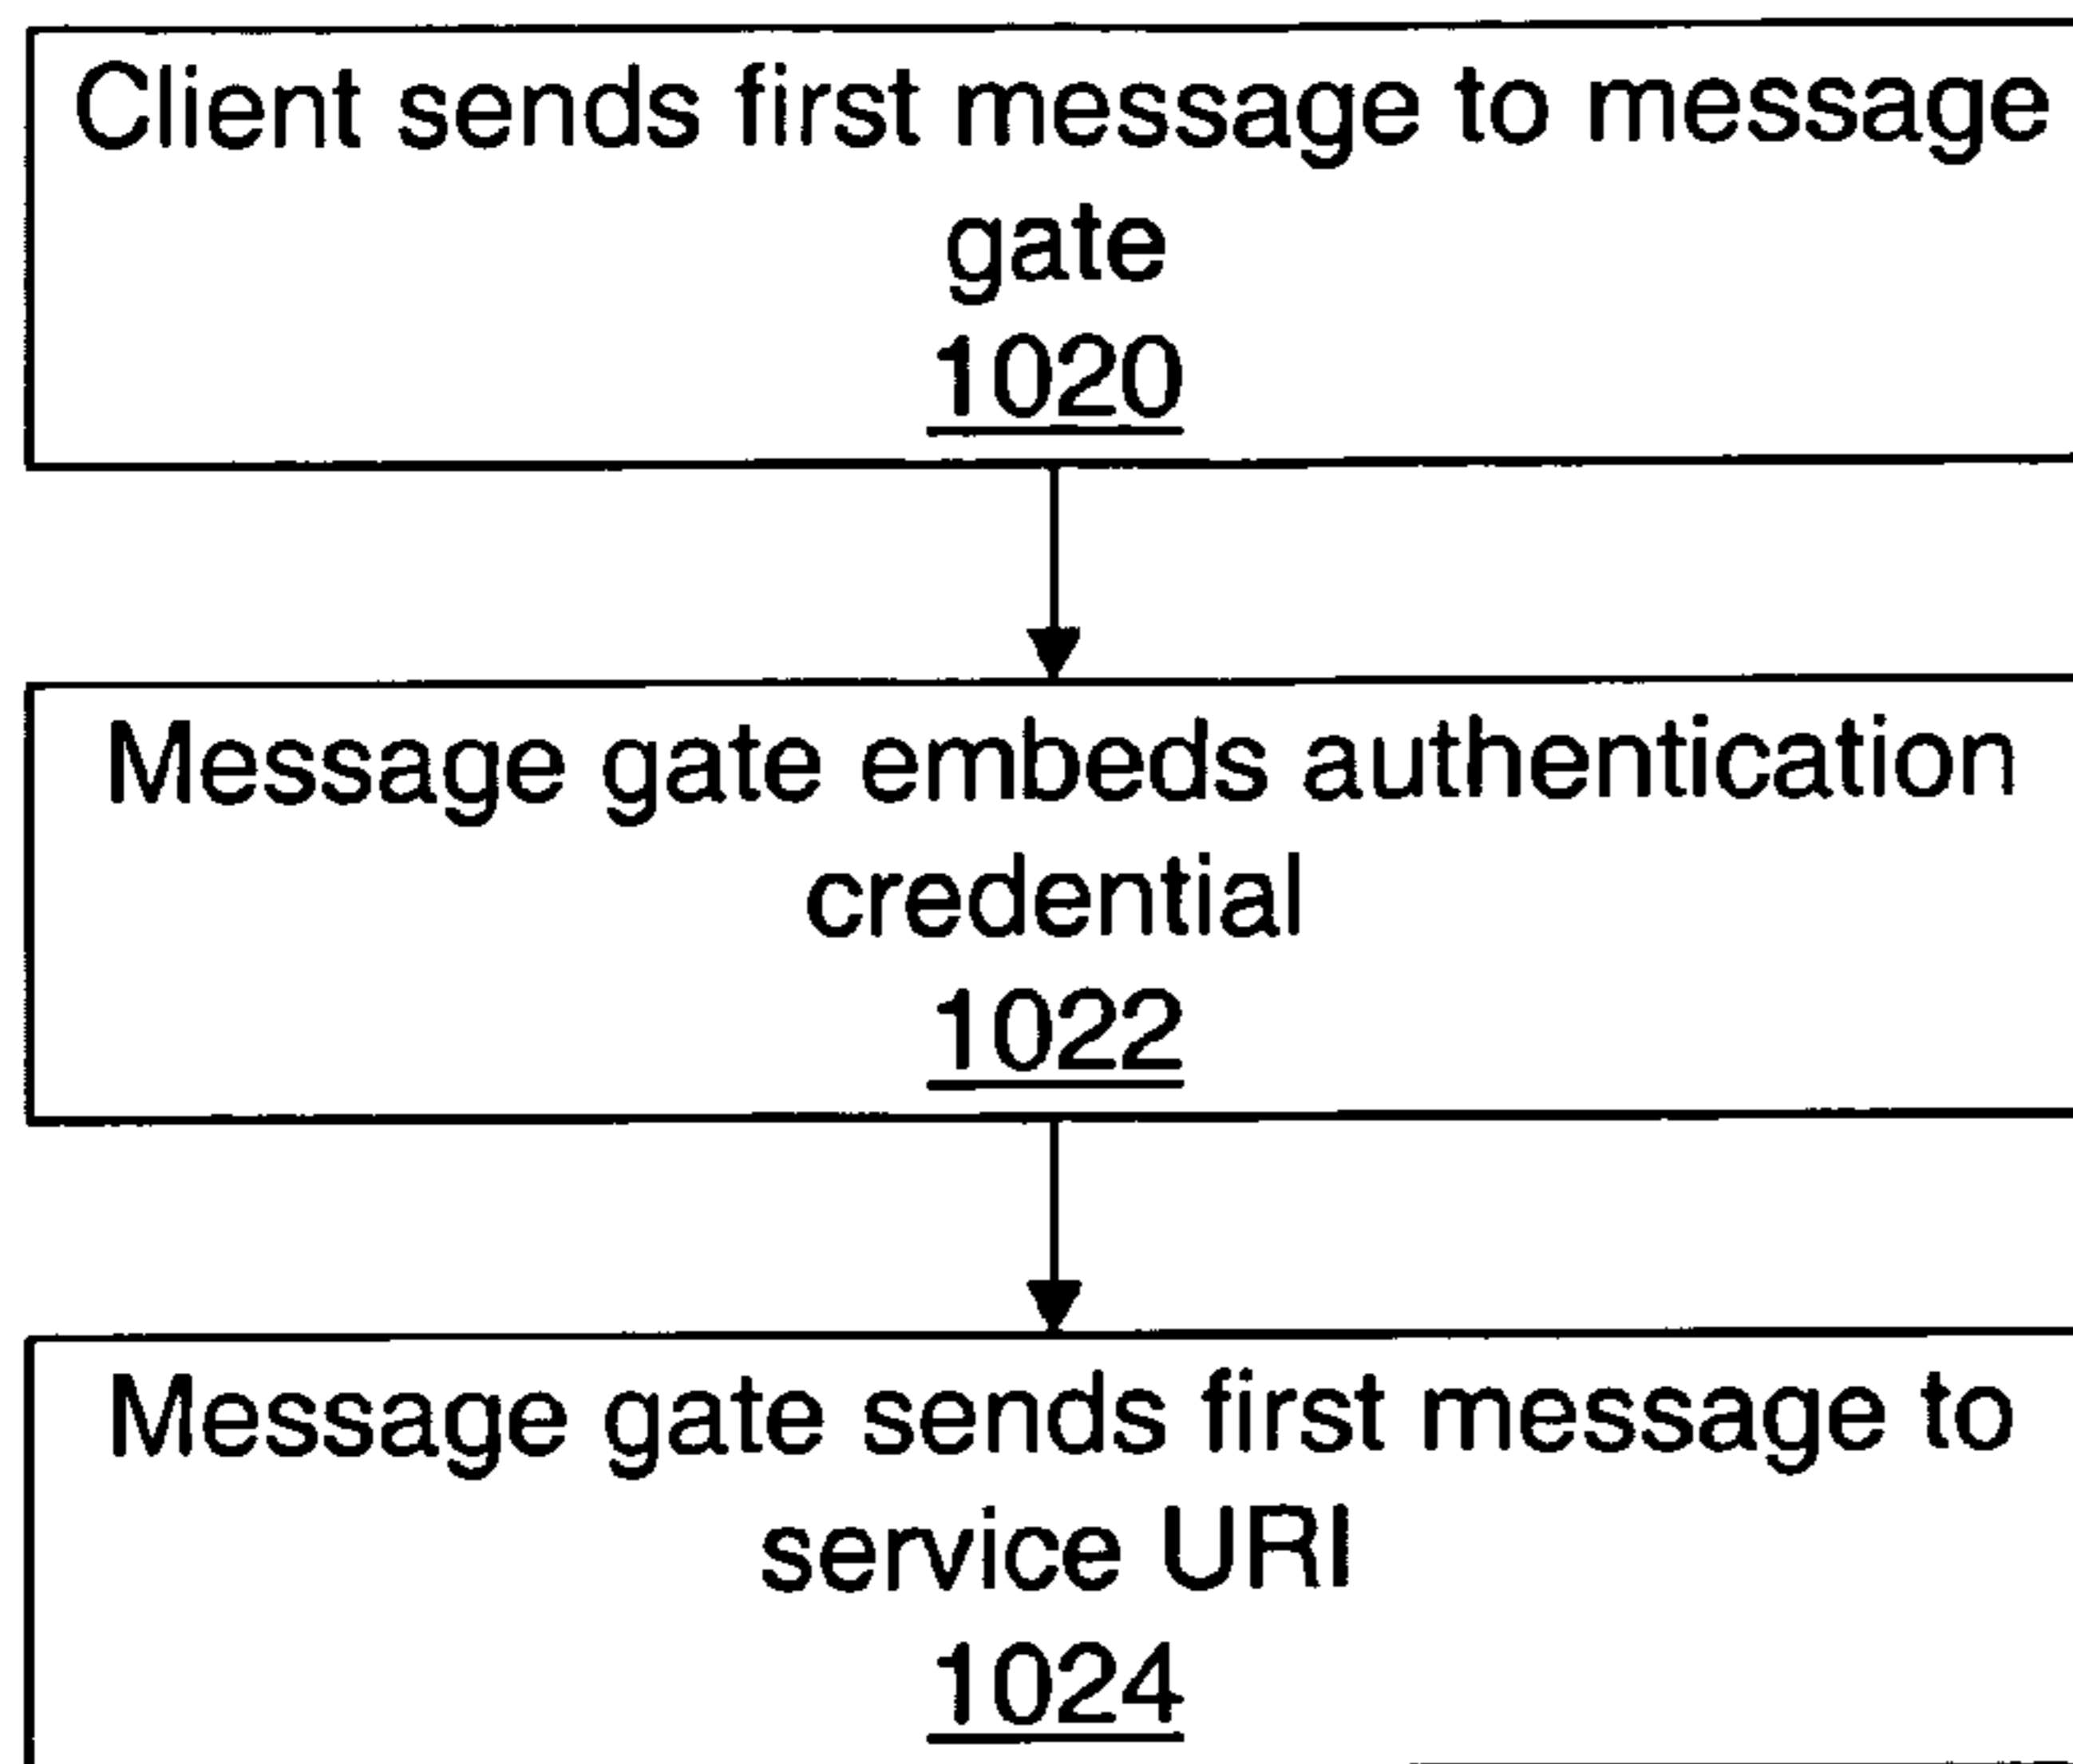 Client sends first message to message
gate
1020
Message gate embeds authentication
credential
1022
Message gate sends first message to
service URI
1024